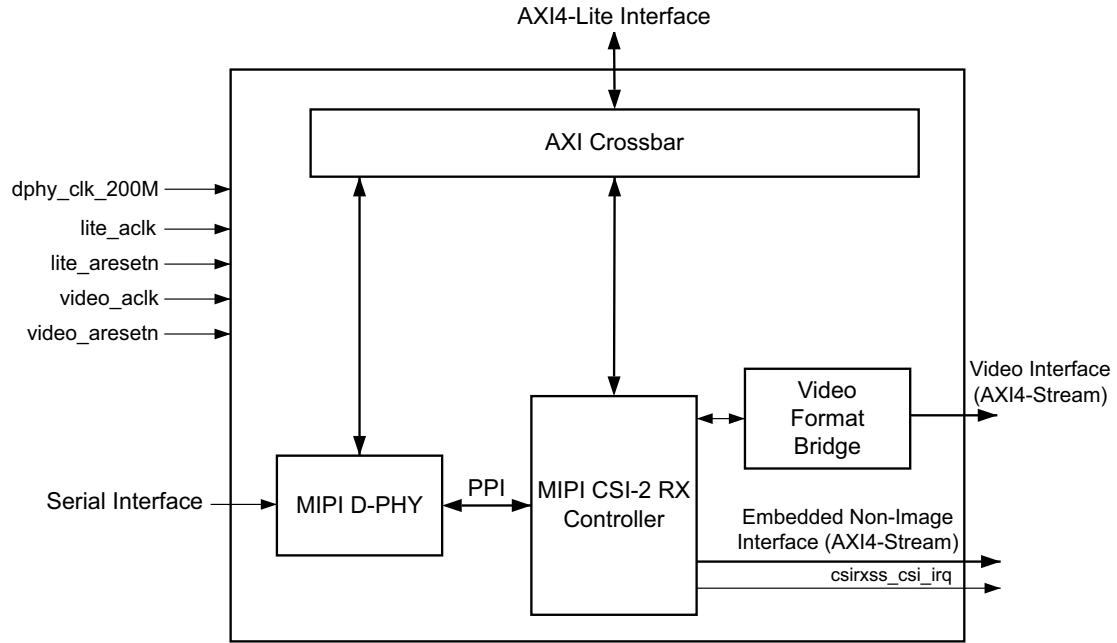 AXI4-Lite Interface
AXI Crossbar
dphy_clk_200M
lite_aclk
lite_aresetn
video_aclk
video_aresetn
Video Interface
(AXI4-Stream)
Video
Format
Bridge
Serial Interface
MIPI D-PHY
PPI
MIPI CSI-2 RX
Controller
Embedded Non-Image
Interface (AXI4-Stream)
csirxss_csi_irq